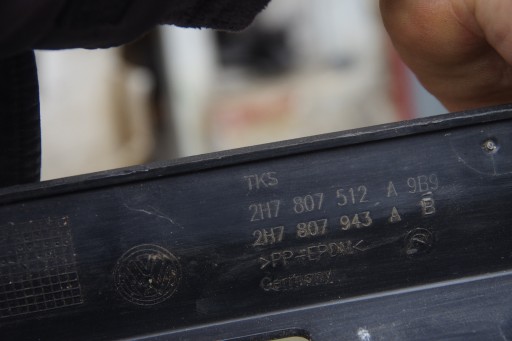 TKS
2H7 807 512 A 9B9
2H7 807 943 A B
>PP+EPDM<
Germany